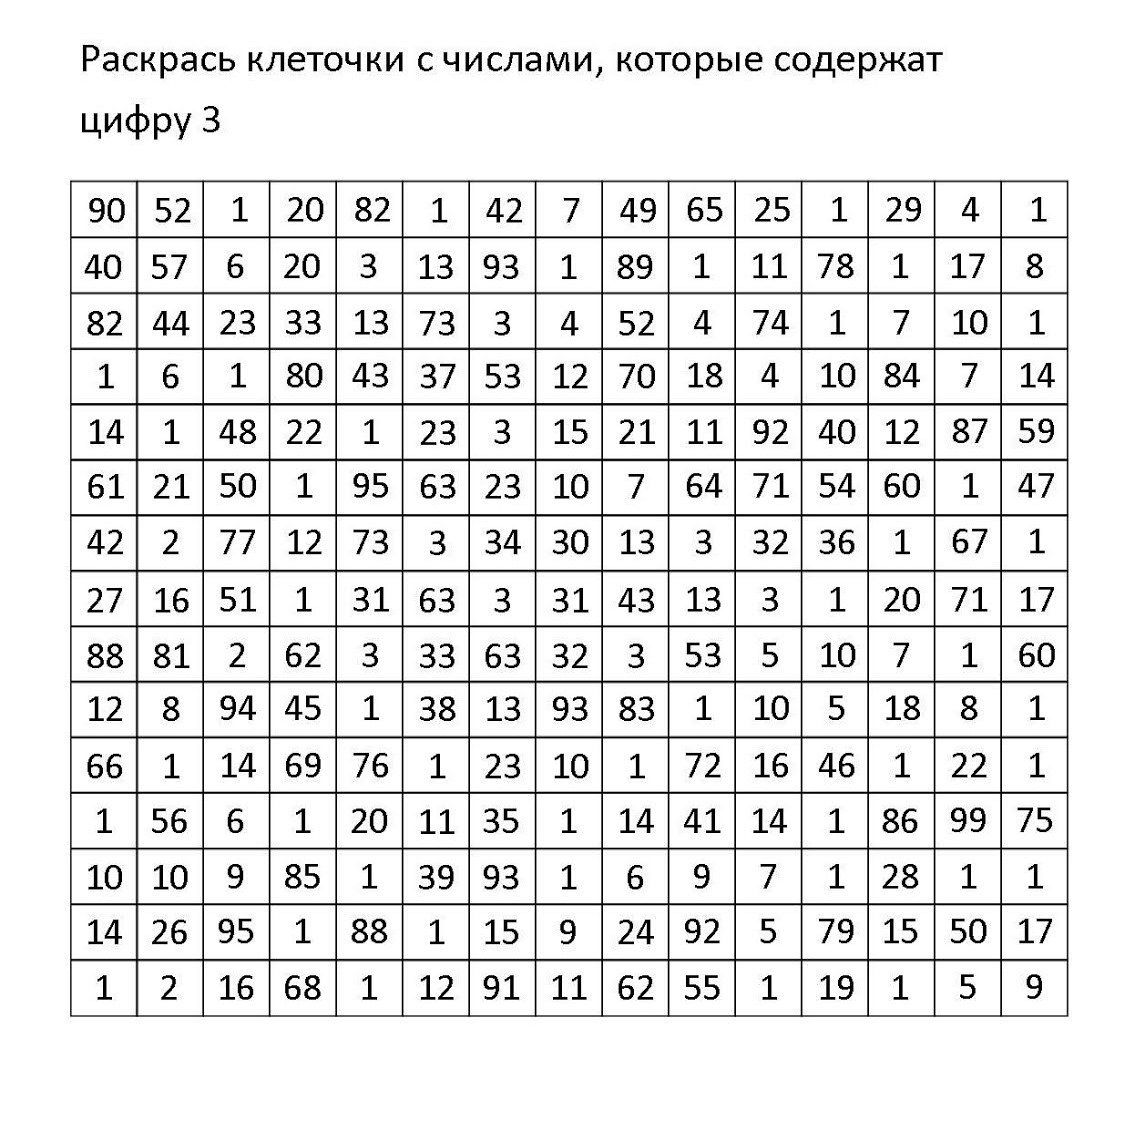 Раскрась клеточки с числами, которые содержат
цифру 3
90 52 1 20 82 1 42 7 49 65 25 1 29 4 1
40 57 6 20 3 13 93 1 89 1 11 78 1 17 8
82 44 23 33 13 73 3 4 52 4 74 1 7 10 1
1 6 1 80 43 37 53 12 70 18 4 10 84 7 14
14 1 48 22 1 23 3 15 21 11 92 40 12 87 59
61 21 50 1 95 63 23 10 7 64 71 54 60 1 47
42 2 77 12 73 3 34 30 13 3 32 36 1 67 1
27 16 51 1 31 63 3 31 43 13 3 1 20 71 17
88 81 2 62 3 33 63 32 3 53 5 10 7 1 60
12 8 94 45 1 38 13 93 83 1 10 5 18 8 1
66 1 14 69 76 1 23 10 1 72 16 46 1 22 1
1 56 6 1 20 11 35 1 14 41 14 1 86 99 75
10 10 9 85 1 39 93 1 6 9 7 1 28 1 1
14 26 95 1 88 1 15 9 24 92 5 79 15 50 17
1 2 16 68 1 12 91 11 62 55 1 19 1 5 9